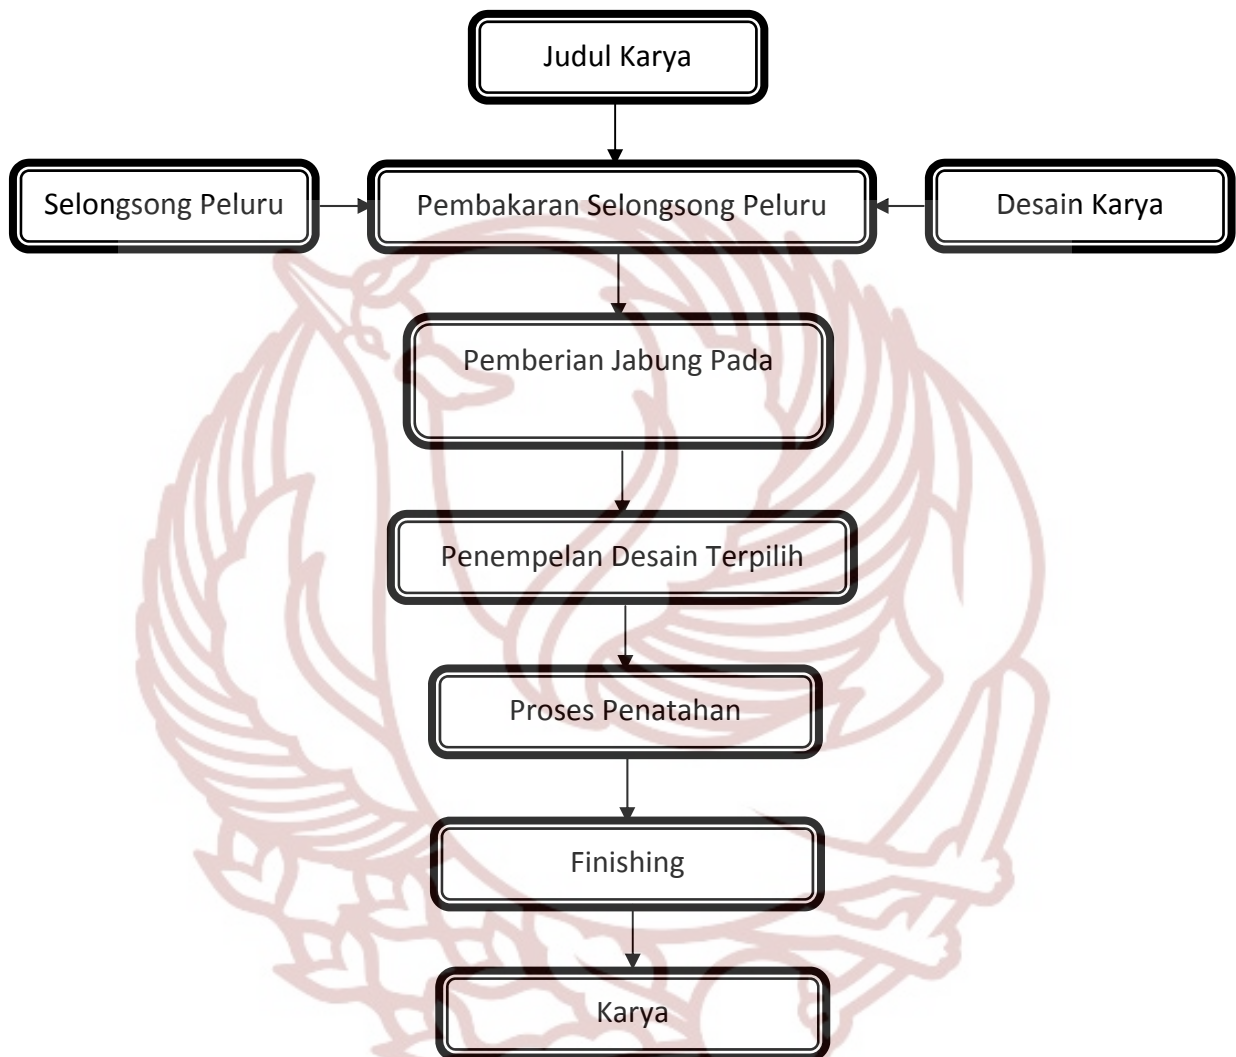 Judul Karya
Selongsong Peluru
Pembakaran Selongsong Peluru
Desain Karya
Pemberian Jabung Pada
Penempelan Desain Terpilih
Proses Penatahan
Finishing
Karya